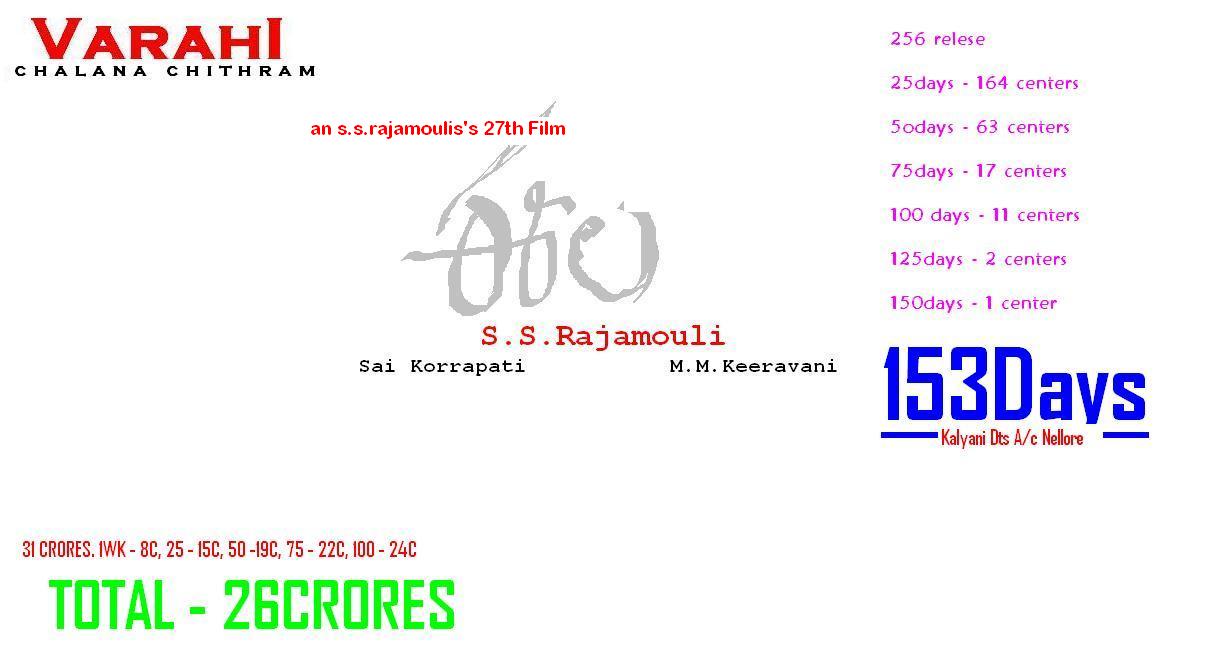 VARAHI
CHALANA CHITHRAM
an s.s.rajamoulis's 27th Film
S.S.Rajamouli
Sai Korrapati M.M.Keeravani
256 relese
25days - 164 centers
5odays - 63 centers
75days - 17 centers
100 days - 11 centers
125days - 2 centers
150days - 1 center
153Days
Kalyani Dts A/c Nellore
31 CRORES. 1WK - 8C, 25 - 15C, 50 -19C, 75 - 22C, 100 - 24C
TOTAL - 26CRORES